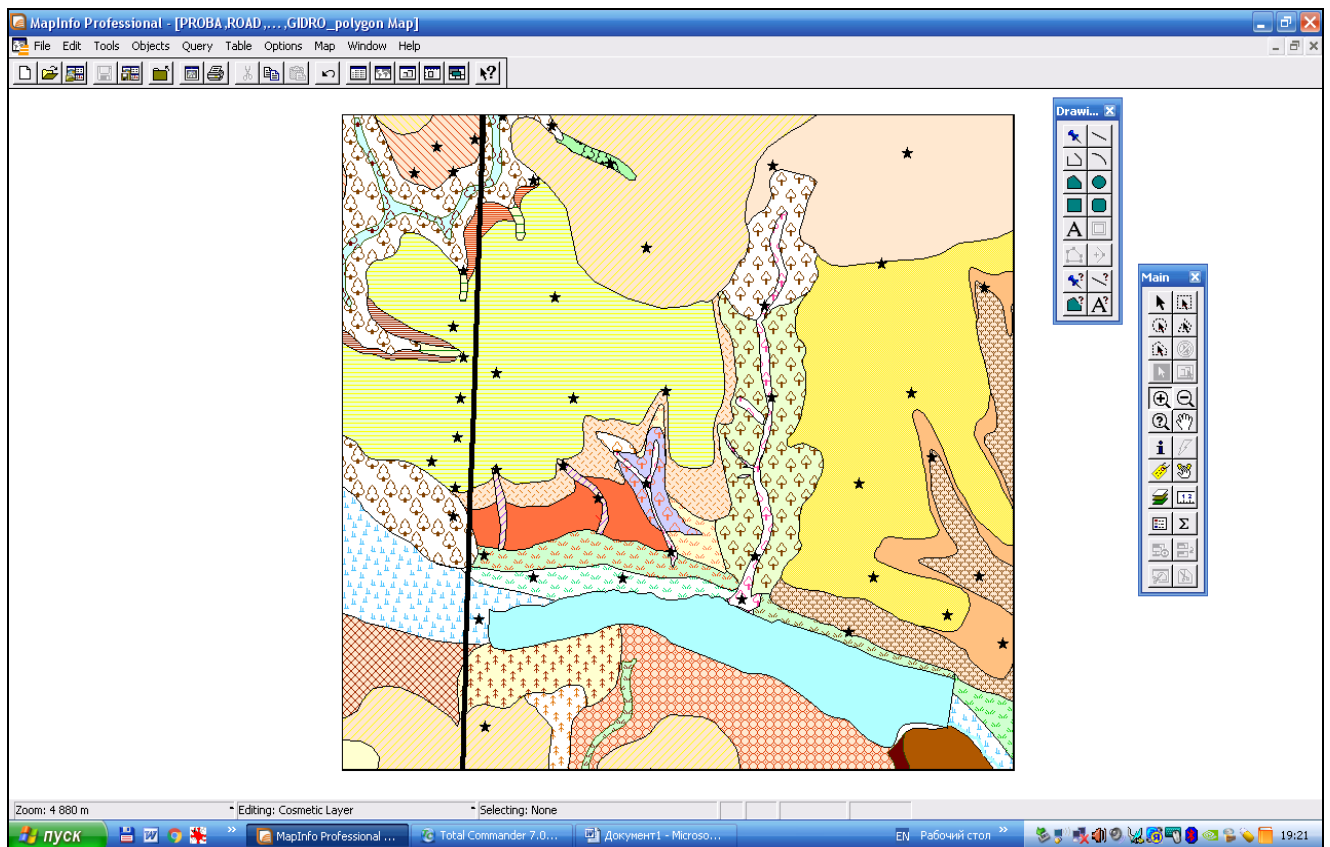 MapInfo Professional - [PROBA,ROAD,...,GIDRO_polygon Map]
File Edit Tools Objects Query Table Options Map Window Help
Drawi...
A
A?
Main
i
1.2
Σ
Zoom: 4 880 m
Editing: Cosmetic Layer
Selecting: None
пуск
MapInfo Professional ...
Total Commander 7.0...
Документ1 - Microso...
EN
Рабочий стол
19:21